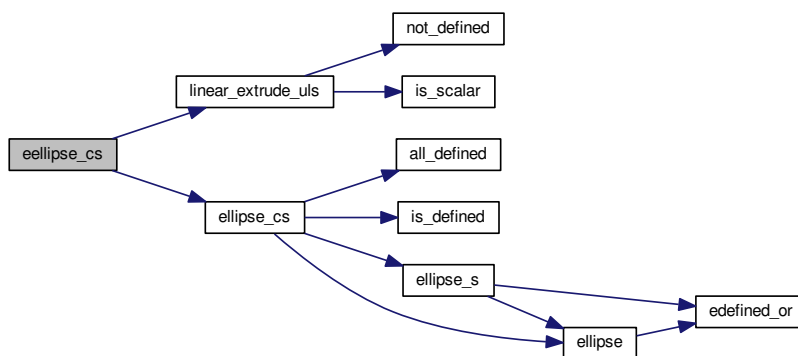 not_defined
linear_extrude_uls
is_scalar
eellipse_cs
all_defined
ellipse_cs
is_defined
ellipse_s
edefined_or
ellipse